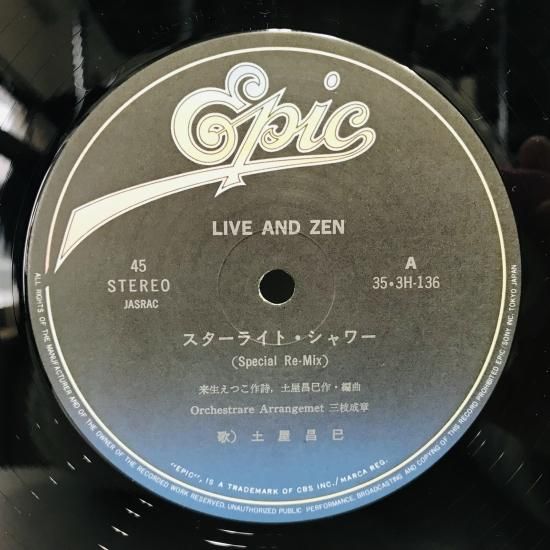 Epic
LIVE AND ZEN
45
STEREO
JASRAC
A
35・3H-136
スターライト・シャワー
(Special Re-Mix)
来生えつこ作詩, 土屋昌巳作・編曲
Orchestrare Arrangemet 三枝成章
歌) 土屋昌巳
"EPIC", IS A TRADEMARK OF CBS INC./MARCA REG.
ALL RIGHTS OF THE MANUFACTURER AND OF THE OWNER OF THE RECORDED WORK RESERVED. UNAUTHORIZED PUBLIC PERFORMANCE, BROADCASTING AND COPYING OF THIS RECORD PROHIBITED EPIC/SONY INC. TOKYO JAPAN